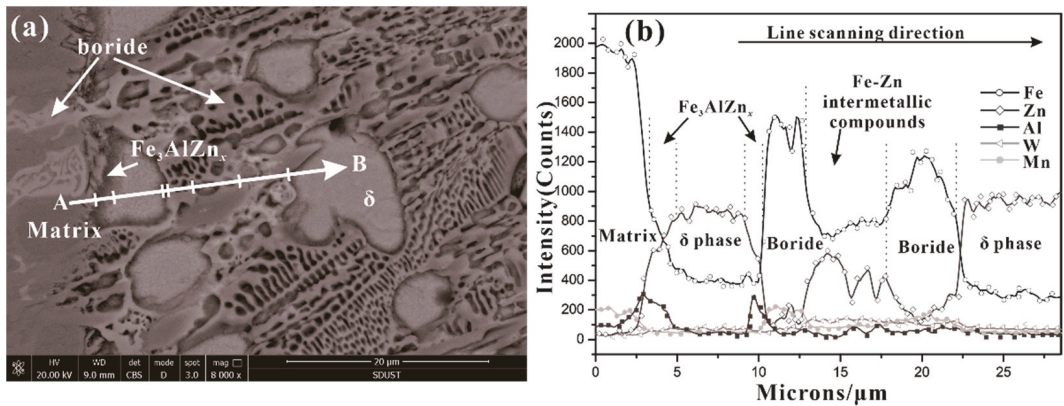 (a)
boride
Fe₃AlZnₓ
A
B
δ
Matrix
HV
WD
det
mode
spot
mag
20.00 kV
9.0 mm
CBS
D
3.0
8 000 x
20 µm
SDUST
(b)
Line scanning direction
Fe-Zn
intermetallic
compounds
Fe₃AlZnₓ
Fe
Zn
Al
W
Mn
Matrix
δ phase
Boride
Boride
δ phase
Intensity(Counts)
2000
1800
1600
1400
1200
1000
800
600
400
200
0
0
5
10
15
20
25
Microns/µm